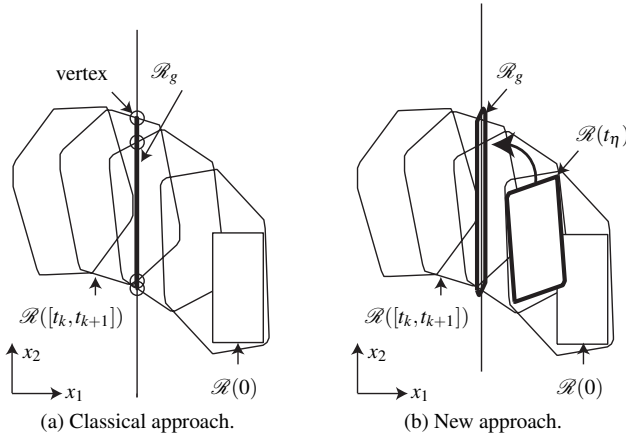 vertex
ℛg
ℛ([tk, tk+1])
x2
x1
ℛ(0)
(a) Classical approach.
ℛg
ℛ(tη)
ℛ([tk, tk+1])
x2
x1
ℛ(0)
(b) New approach.